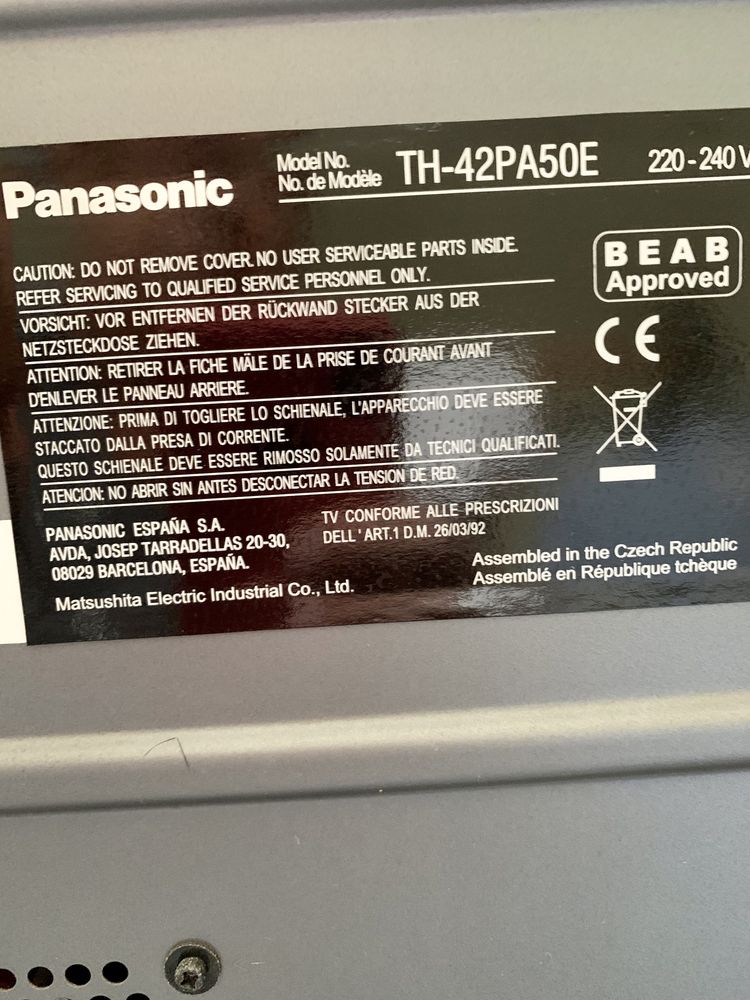 Panasonic
Model No.
No. de Modèle
TH-42PA50E
220-240 V
CAUTION: DO NOT REMOVE COVER. NO USER SERVICEABLE PARTS INSIDE.
REFER SERVICING TO QUALIFIED SERVICE PERSONNEL ONLY.
VORSICHT: VOR ENTFERNEN DER RÜCKWAND STECKER AUS DER
NETZSTECKDOSE ZIEHEN.
ATTENTION: RETIRER LA FICHE MÄLE DE LA PRISE DE COURANT AVANT
D'ENLEVER LE PANNEAU ARRIERE.
ATTENZIONE: PRIMA DI TOGLIERE LO SCHIENALE, L'APPARECCHIO DEVE ESSERE
STACCATO DALLA PRESA DI CORRENTE.
QUESTO SCHIENALE DEVE ESSERE RIMOSSO SOLAMENTE DA TECNICI QUALIFICATI.
ATENCION: NO ABRIR SIN ANTES DESCONECTAR LA TENSION DE RED.
BEAB
Approved
CE
PANASONIC ESPAÑA S.A.
AVDA, JOSEP TARRADELLAS 20-30,
08029 BARCELONA, ESPAÑA.
TV CONFORME ALLE PRESCRIZIONI
DELL'ART.1 D.M. 26/03/92
Matsushita Electric Industrial Co., Ltd.
Assembled in the Czech Republic
Assemblé en République tchèque